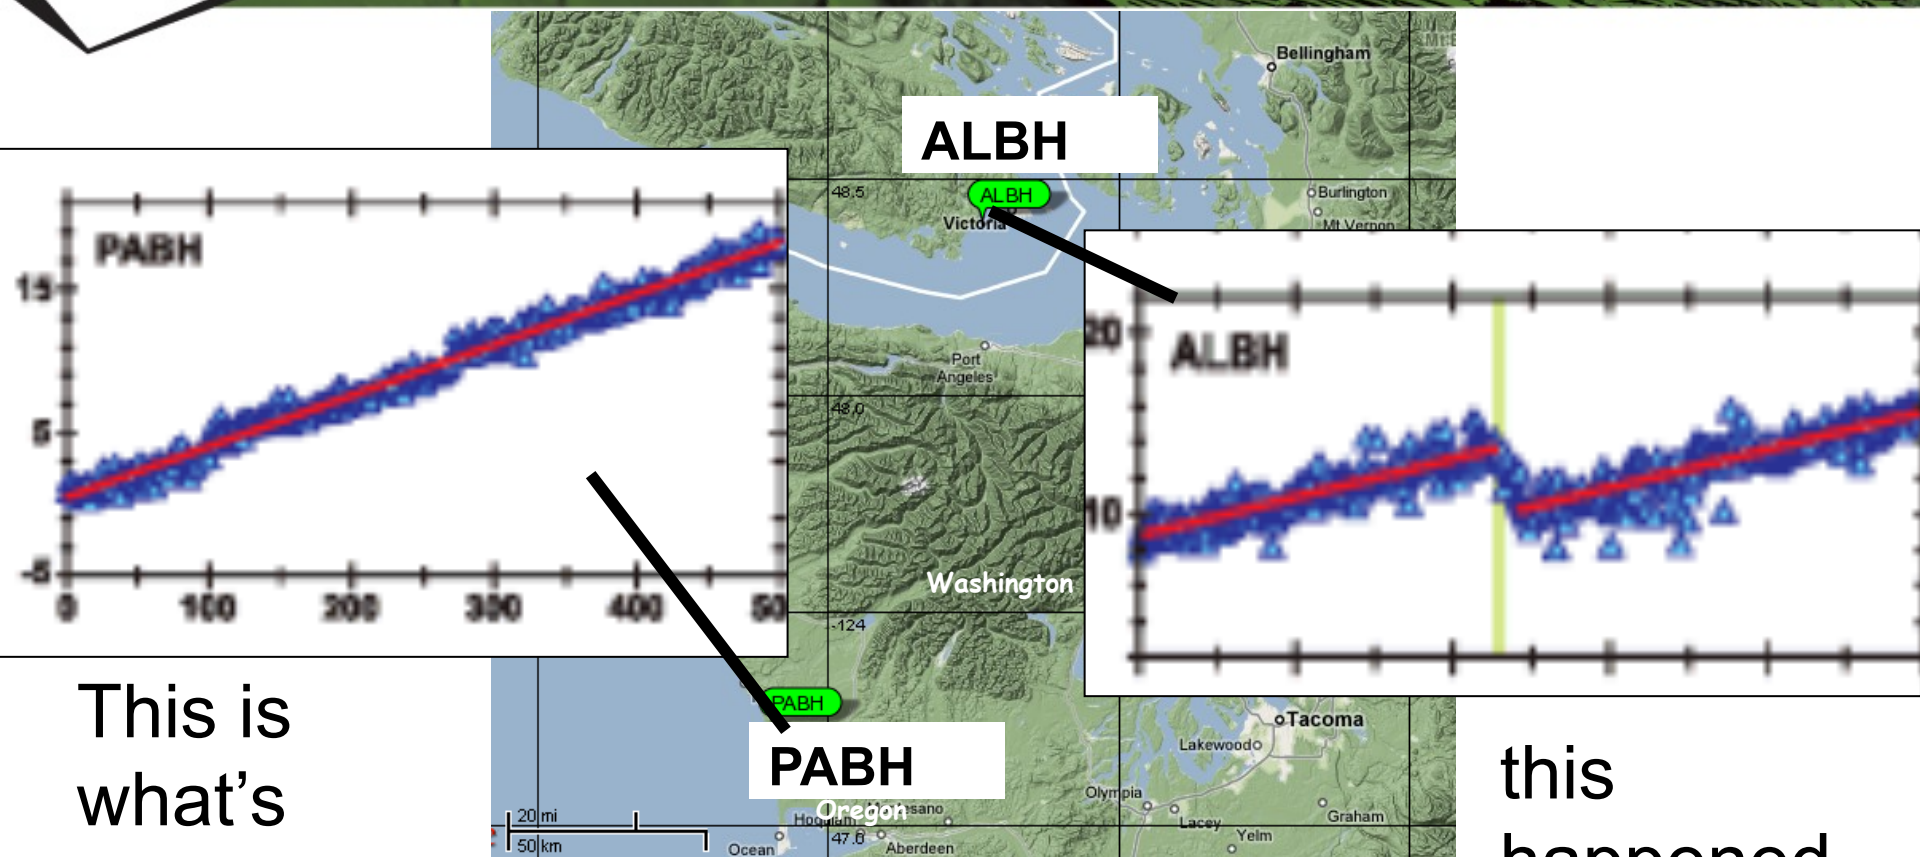 Bellingham
ALBH
ALBH
48.5
Burlington
Victoria
Mt Vernon
PABH
15
5
-5
0
100
200
300
400
50
20
ALBH
10
Port
Angeles
48.0
Washington
-124
PABH
PABH
Oregon
Tacoma
Lakewood
Olympia
Lacey
Yelm
Graham
20 mi
50 km
Ocean
Aberdeen
This is
what's
this
happened